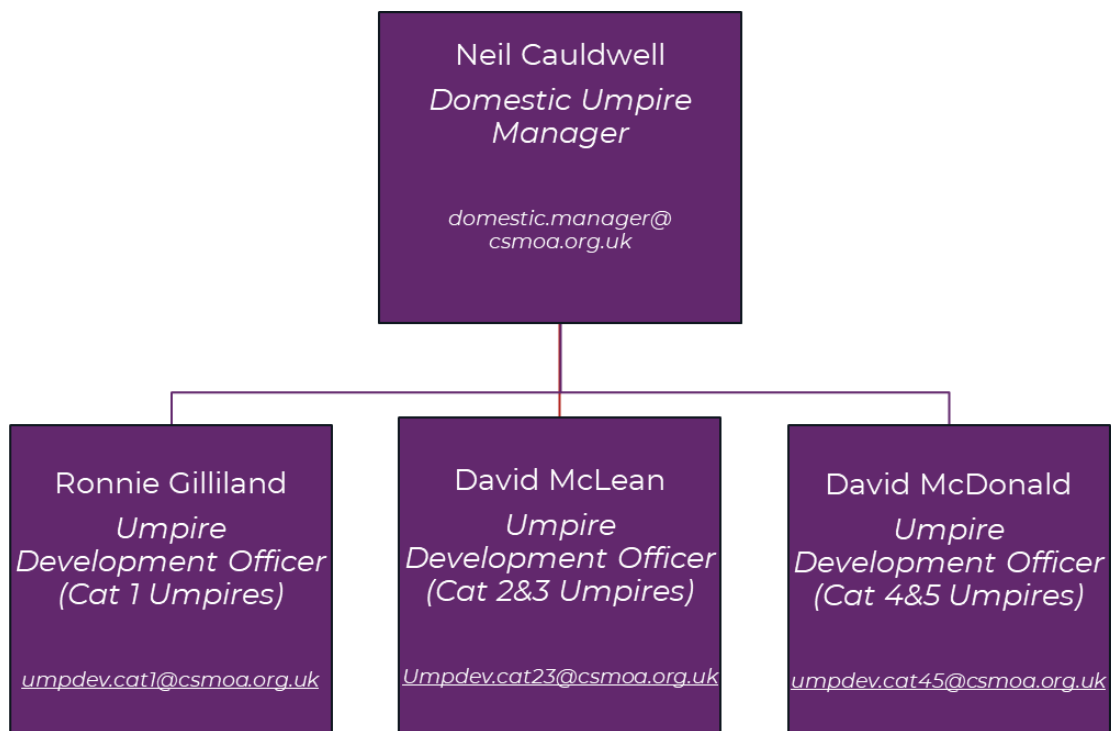 Neil Cauldwell
Domestic Umpire
Manager
domestic.manager@
csmoa.org.uk
Ronnie Gilliland
Umpire
Development Officer
(Cat 1 Umpires)
umpdev.cat1@csmoa.org.uk
David McLean
Umpire
Development Officer
(Cat 2&3 Umpires)
Umpdev.cat23@csmoa.org.uk
David McDonald
Umpire
Development Officer
(Cat 4&5 Umpires)
umpdev.cat45@csmoa.org.uk